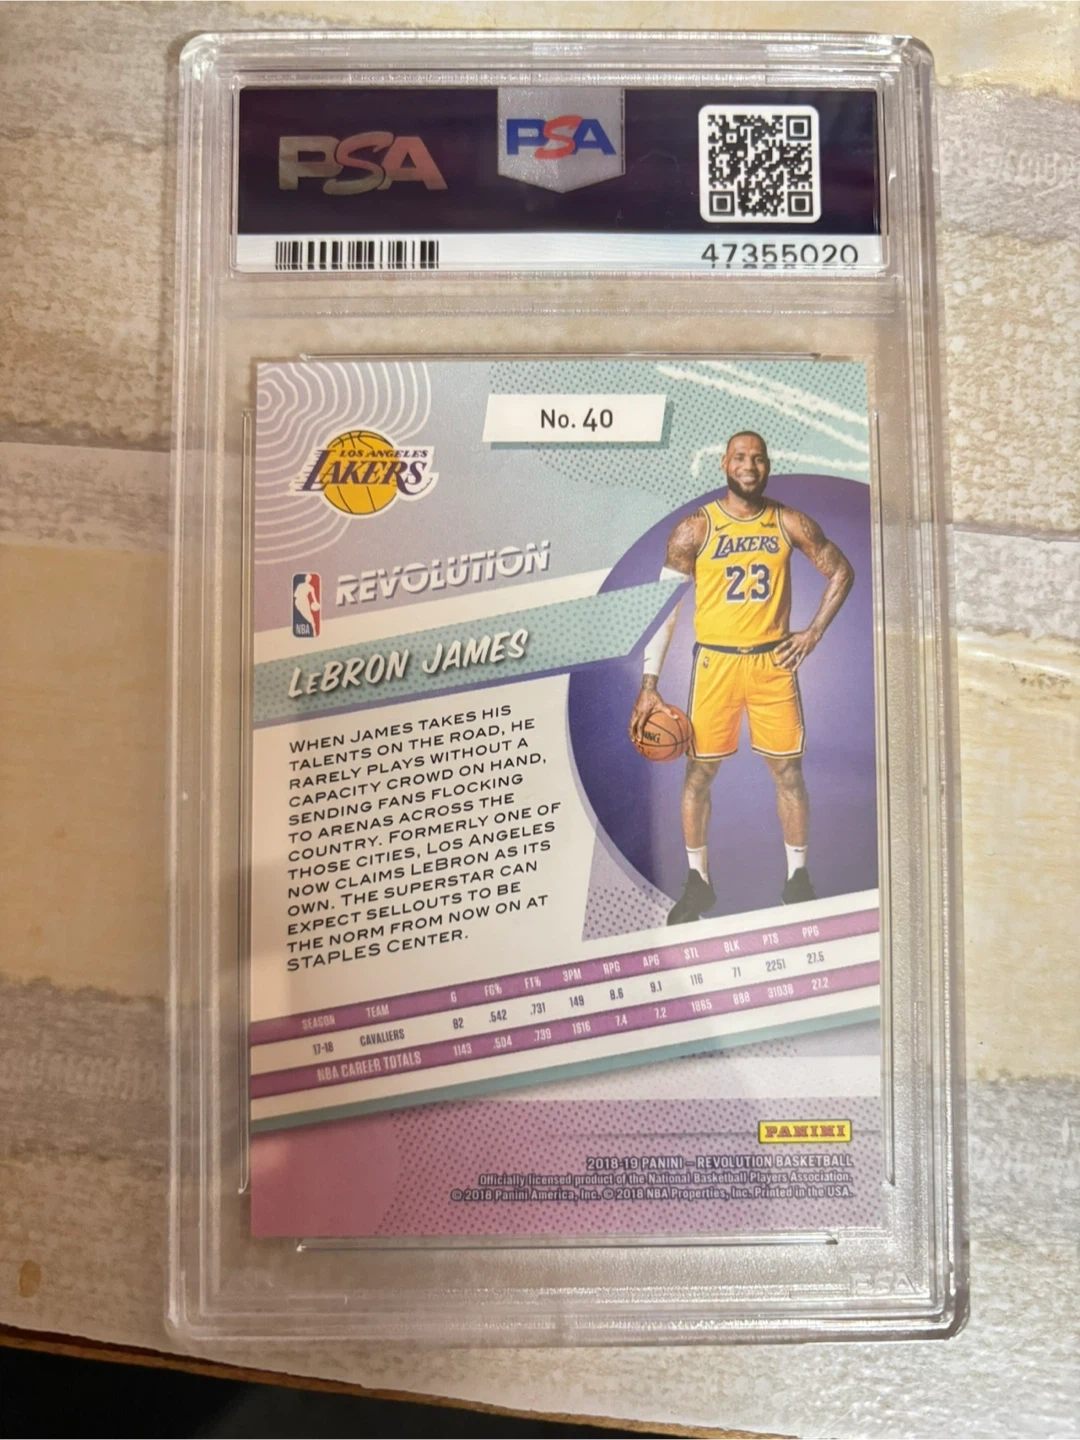 PSA
PSA
47355020
No. 40
LOS ANGELES
LAKERS
NBA
REVOLUTION
LeBRON JAMES
LAKERS
23
WHEN JAMES TAKES HIS
TALENTS ON THE ROAD, HE
RARELY PLAYS WITHOUT A
CAPACITY CROWD ON HAND,
SENDING FANS FLOCKING
TO ARENAS ACROSS THE
COUNTRY. FORMERLY ONE OF
THOSE CITIES, LOS ANGELES
NOW CLAIMS LEBRON AS ITS
OWN. THE SUPERSTAR CAN
EXPECT SELLOUTS TO BE
THE NORM FROM NOW ON AT
STAPLES CENTER.
SEASON TEAM G FG% FT% 3PM RPG APG STL BLK PTS PPG
17-18 CAVALIERS 82 .542 .731 149 8.6 9.1 116 71 2251 27.5
NBA CAREER TOTALS 1143 .504 .739 1616 7.4 7.2 1865 888 31038 27.2
PANINI
2018-19 PANINI – REVOLUTION BASKETBALL
Officially licensed product of the National Basketball Players Association.
© 2018 Panini America, Inc. © 2018 NBA Properties, Inc. Printed in the USA.
PSA